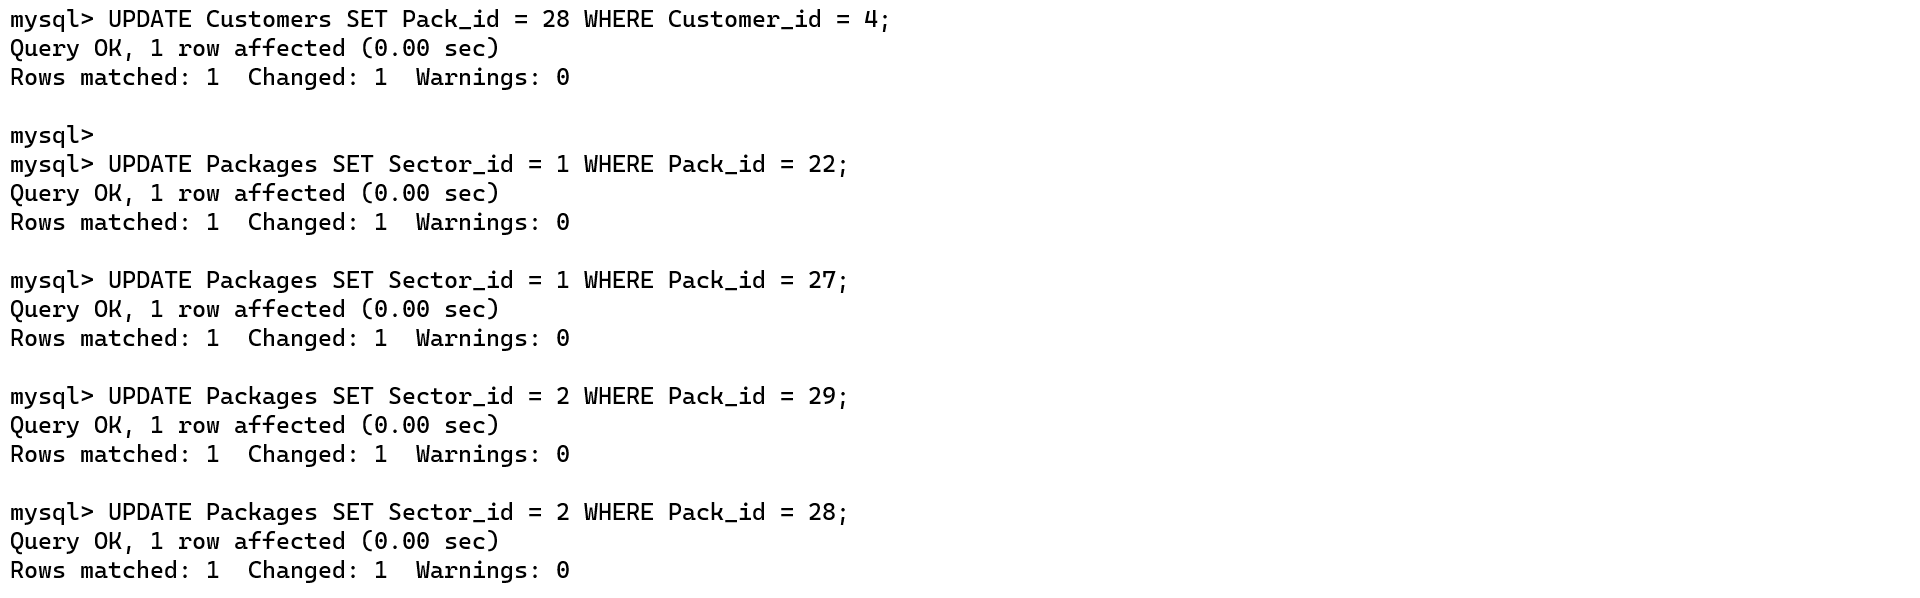 mysql> UPDATE Customers SET Pack_id = 28 WHERE Customer_id = 4;
Query OK, 1 row affected (0.00 sec)
Rows matched: 1  Changed: 1  Warnings: 0

mysql>
mysql> UPDATE Packages SET Sector_id = 1 WHERE Pack_id = 22;
Query OK, 1 row affected (0.00 sec)
Rows matched: 1  Changed: 1  Warnings: 0

mysql> UPDATE Packages SET Sector_id = 1 WHERE Pack_id = 27;
Query OK, 1 row affected (0.00 sec)
Rows matched: 1  Changed: 1  Warnings: 0

mysql> UPDATE Packages SET Sector_id = 2 WHERE Pack_id = 29;
Query OK, 1 row affected (0.00 sec)
Rows matched: 1  Changed: 1  Warnings: 0

mysql> UPDATE Packages SET Sector_id = 2 WHERE Pack_id = 28;
Query OK, 1 row affected (0.00 sec)
Rows matched: 1  Changed: 1  Warnings: 0